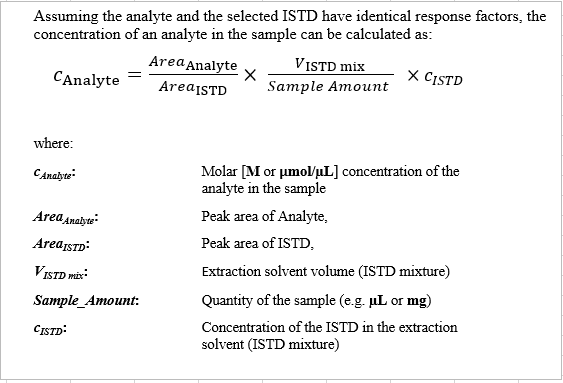 Assuming the analyte and the selected ISTD have identical response factors, the
concentration of an analyte in the sample can be calculated as:
cAnalyte = AreaAnalyte / AreaISTD × VISTD mix / Sample Amount × cISTD
where:
cAnalyte: Molar [M or µmol/µL] concentration of the
analyte in the sample
AreaAnalyte: Peak area of Analyte,
AreaISTD: Peak area of ISTD,
VISTD mix: Extraction solvent volume (ISTD mixture)
Sample_Amount: Quantity of the sample (e.g. µL or mg)
cISTD: Concentration of the ISTD in the extraction
solvent (ISTD mixture)